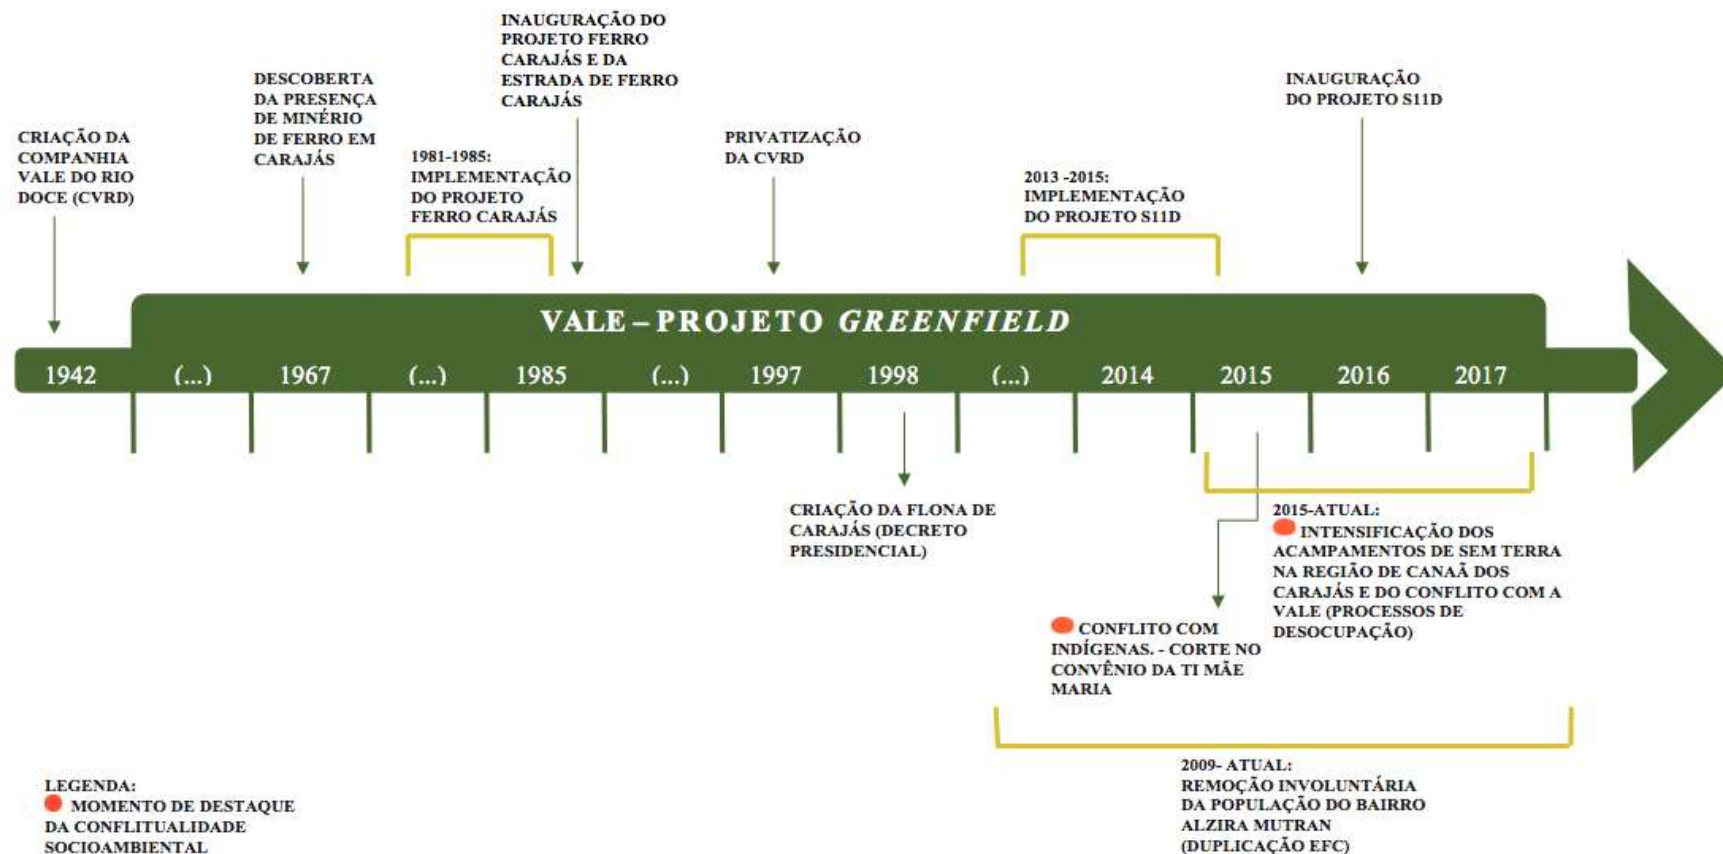 INAUGURAÇÃO DO
PROJETO FERRO
CARAJÁS E DA
ESTRADA DE FERRO
CARAJÁS
DESCOBERTA
DA PRESENÇA
DE MINÉRIO
DE FERRO EM
CARAJÁS
INAUGURAÇÃO
DO PROJETO S11D
CRIAÇÃO DA
COMPANHIA
VALE DO RIO
DOCE (CVRD)
1981-1985:
IMPLEMENTAÇÃO
DO PROJETO
FERRO CARAJÁS
PRIVATIZAÇÃO
DA CVRD
2013 -2015:
IMPLEMENTAÇÃO
DO PROJETO S11D
VALE – PROJETO GREENFIELD
1942 (...) 1967 (...) 1985 (...) 1997 1998 (...) 2014 2015 2016 2017
CRIAÇÃO DA FLONA DE
CARAJÁS (DECRETO
PRESIDENCIAL)
2015-ATUAL:
INTENSIFICAÇÃO DOS
ACAMPAMENTOS DE SEM TERRA
NA REGIÃO DE CANAÃ DOS
CARAJÁS E DO CONFLITO COM A
VALE (PROCESSOS DE
DESOCUPAÇÃO)
CONFLITO COM
INDÍGENAS. - CORTE NO
CONVÊNIO DA TI MÃE
MARIA
2009- ATUAL:
REMOÇÃO INVOLUNTÁRIA
DA POPULAÇÃO DO BAIRRO
ALZIRA MUTRAN
(DUPLICAÇÃO EFC)
LEGENDA:
MOMENTO DE DESTAQUE
DA CONFLITUALIDADE
SOCIOAMBIENTAL